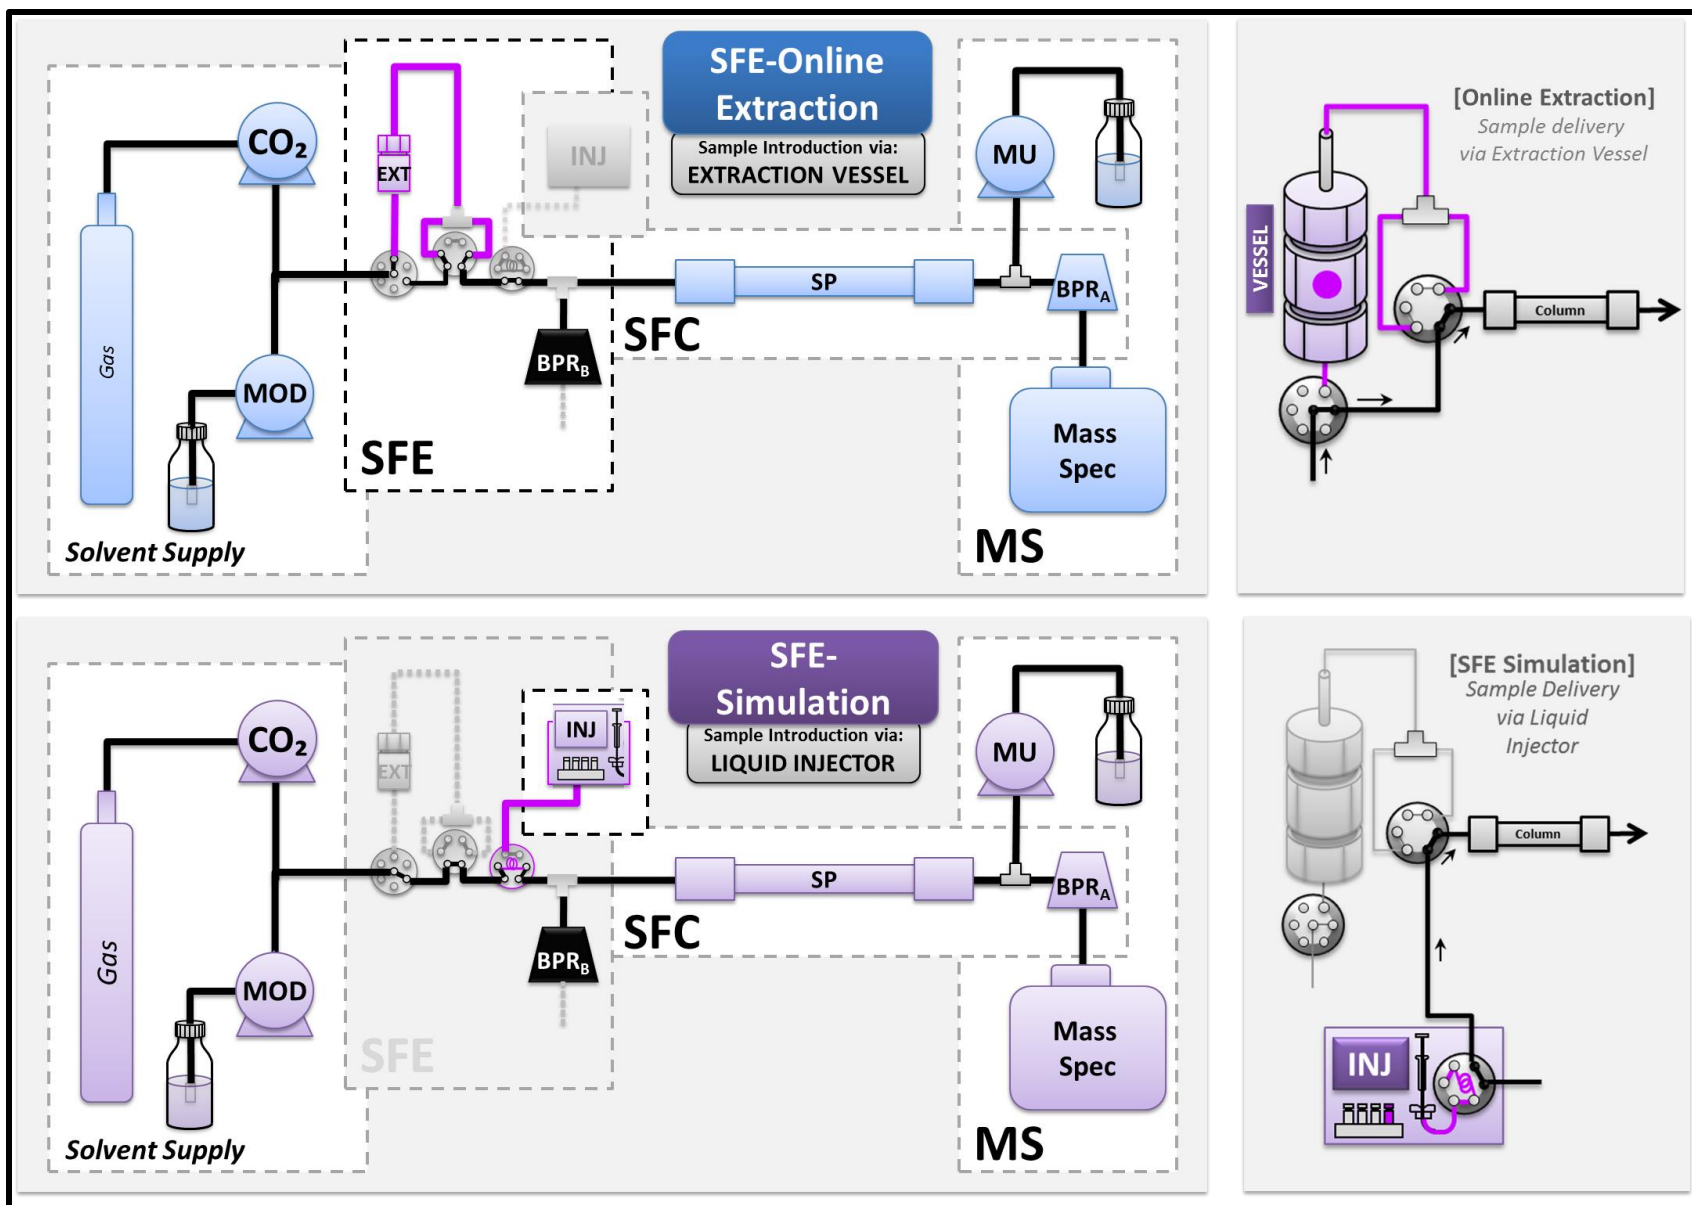 SFE-Online
Extraction
Sample Introduction via:
EXTRACTION VESSEL
CO₂
EXT
INJ
MU
Gas
SP
BPRA
SFC
BPRB
MOD
SFE
Mass
Spec
Solvent Supply
MS
[Online Extraction]
Sample delivery
via Extraction Vessel
VESSEL
Column
SFE-
Simulation
Sample Introduction via:
LIQUID INJECTOR
CO₂
EXT
INJ
MU
Gas
SP
BPRA
SFC
BPRB
MOD
SFE
Mass
Spec
Solvent Supply
MS
[SFE Simulation]
Sample Delivery
via Liquid
Injector
Column
INJ